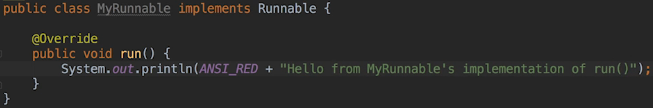 public class MyRunnable implements Runnable {
@Override
public void run() {
System.out.println(ANSI_RED + "Hello from MyRunnable's implementation of run()");
}
}